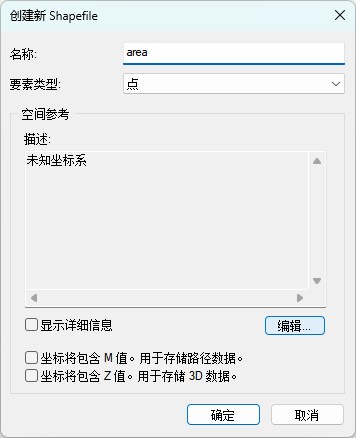 创建新 Shapefile
名称:
area
要素类型:
点
空间参考
描述:
未知坐标系
显示详细信息
编辑...
坐标将包含 M 值。用于存储路径数据。
坐标将包含 Z 值。用于存储 3D 数据。
确定
取消